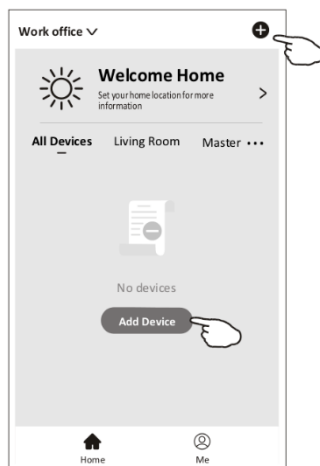 Work office
Welcome Home
Set your home location for more
information
All Devices Living Room Master
No devices
Add Device
Home Me